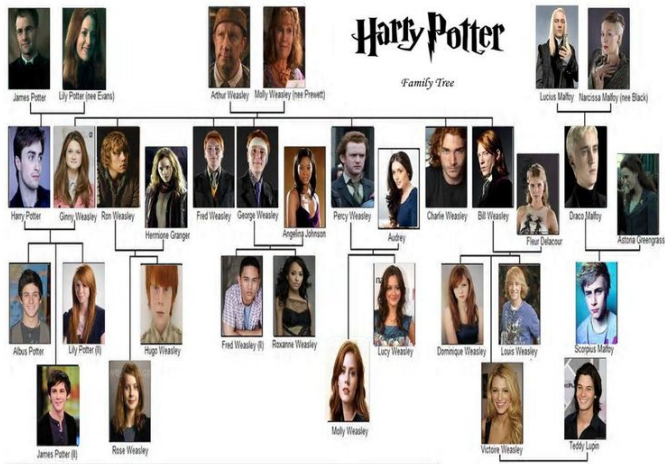 Harry Potter
Family Tree
James Potter
Lily Potter (nee Evans)
Arthur Weasley
Molly Weasley (nee Prewett)
Lucius Malfoy
Narcissa Malfoy (nee Black)
Harry Potter
Ginny Weasley
Ron Weasley
Hermione Granger
Fred Weasley
George Weasley
Angelina Johnson
Percy Weasley
Audrey
Charlie Weasley
Bill Weasley
Fleur Delacour
Draco Malfoy
Astoria Greengrass
Albus Potter
Lily Potter (II)
Hugo Weasley
Fred Weasley (II)
Roxanne Weasley
Lucy Weasley
Dominique Weasley
Louis Weasley
Scorpius Malfoy
James Potter (II)
Rose Weasley
Molly Weasley
Victoire Weasley
Teddy Lupin